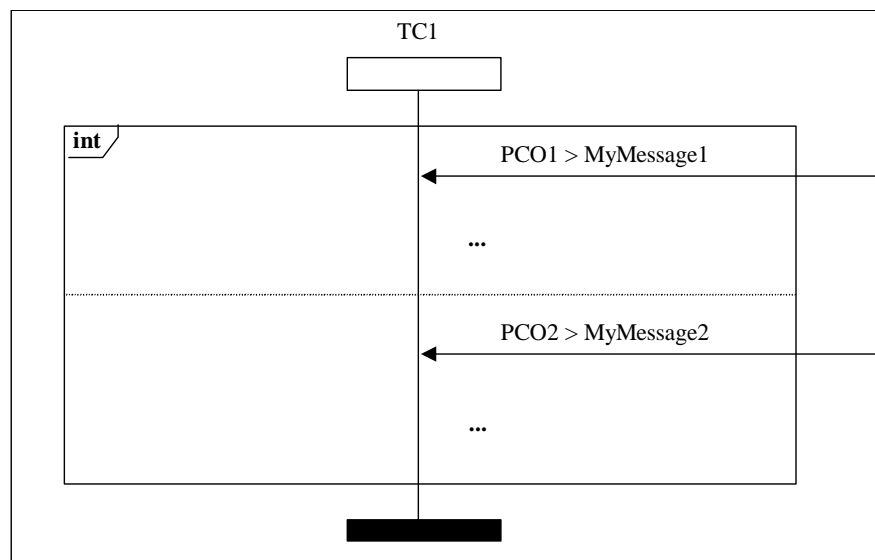 TC1
int
PCO1 > MyMessage1
...
PCO2 > MyMessage2
...